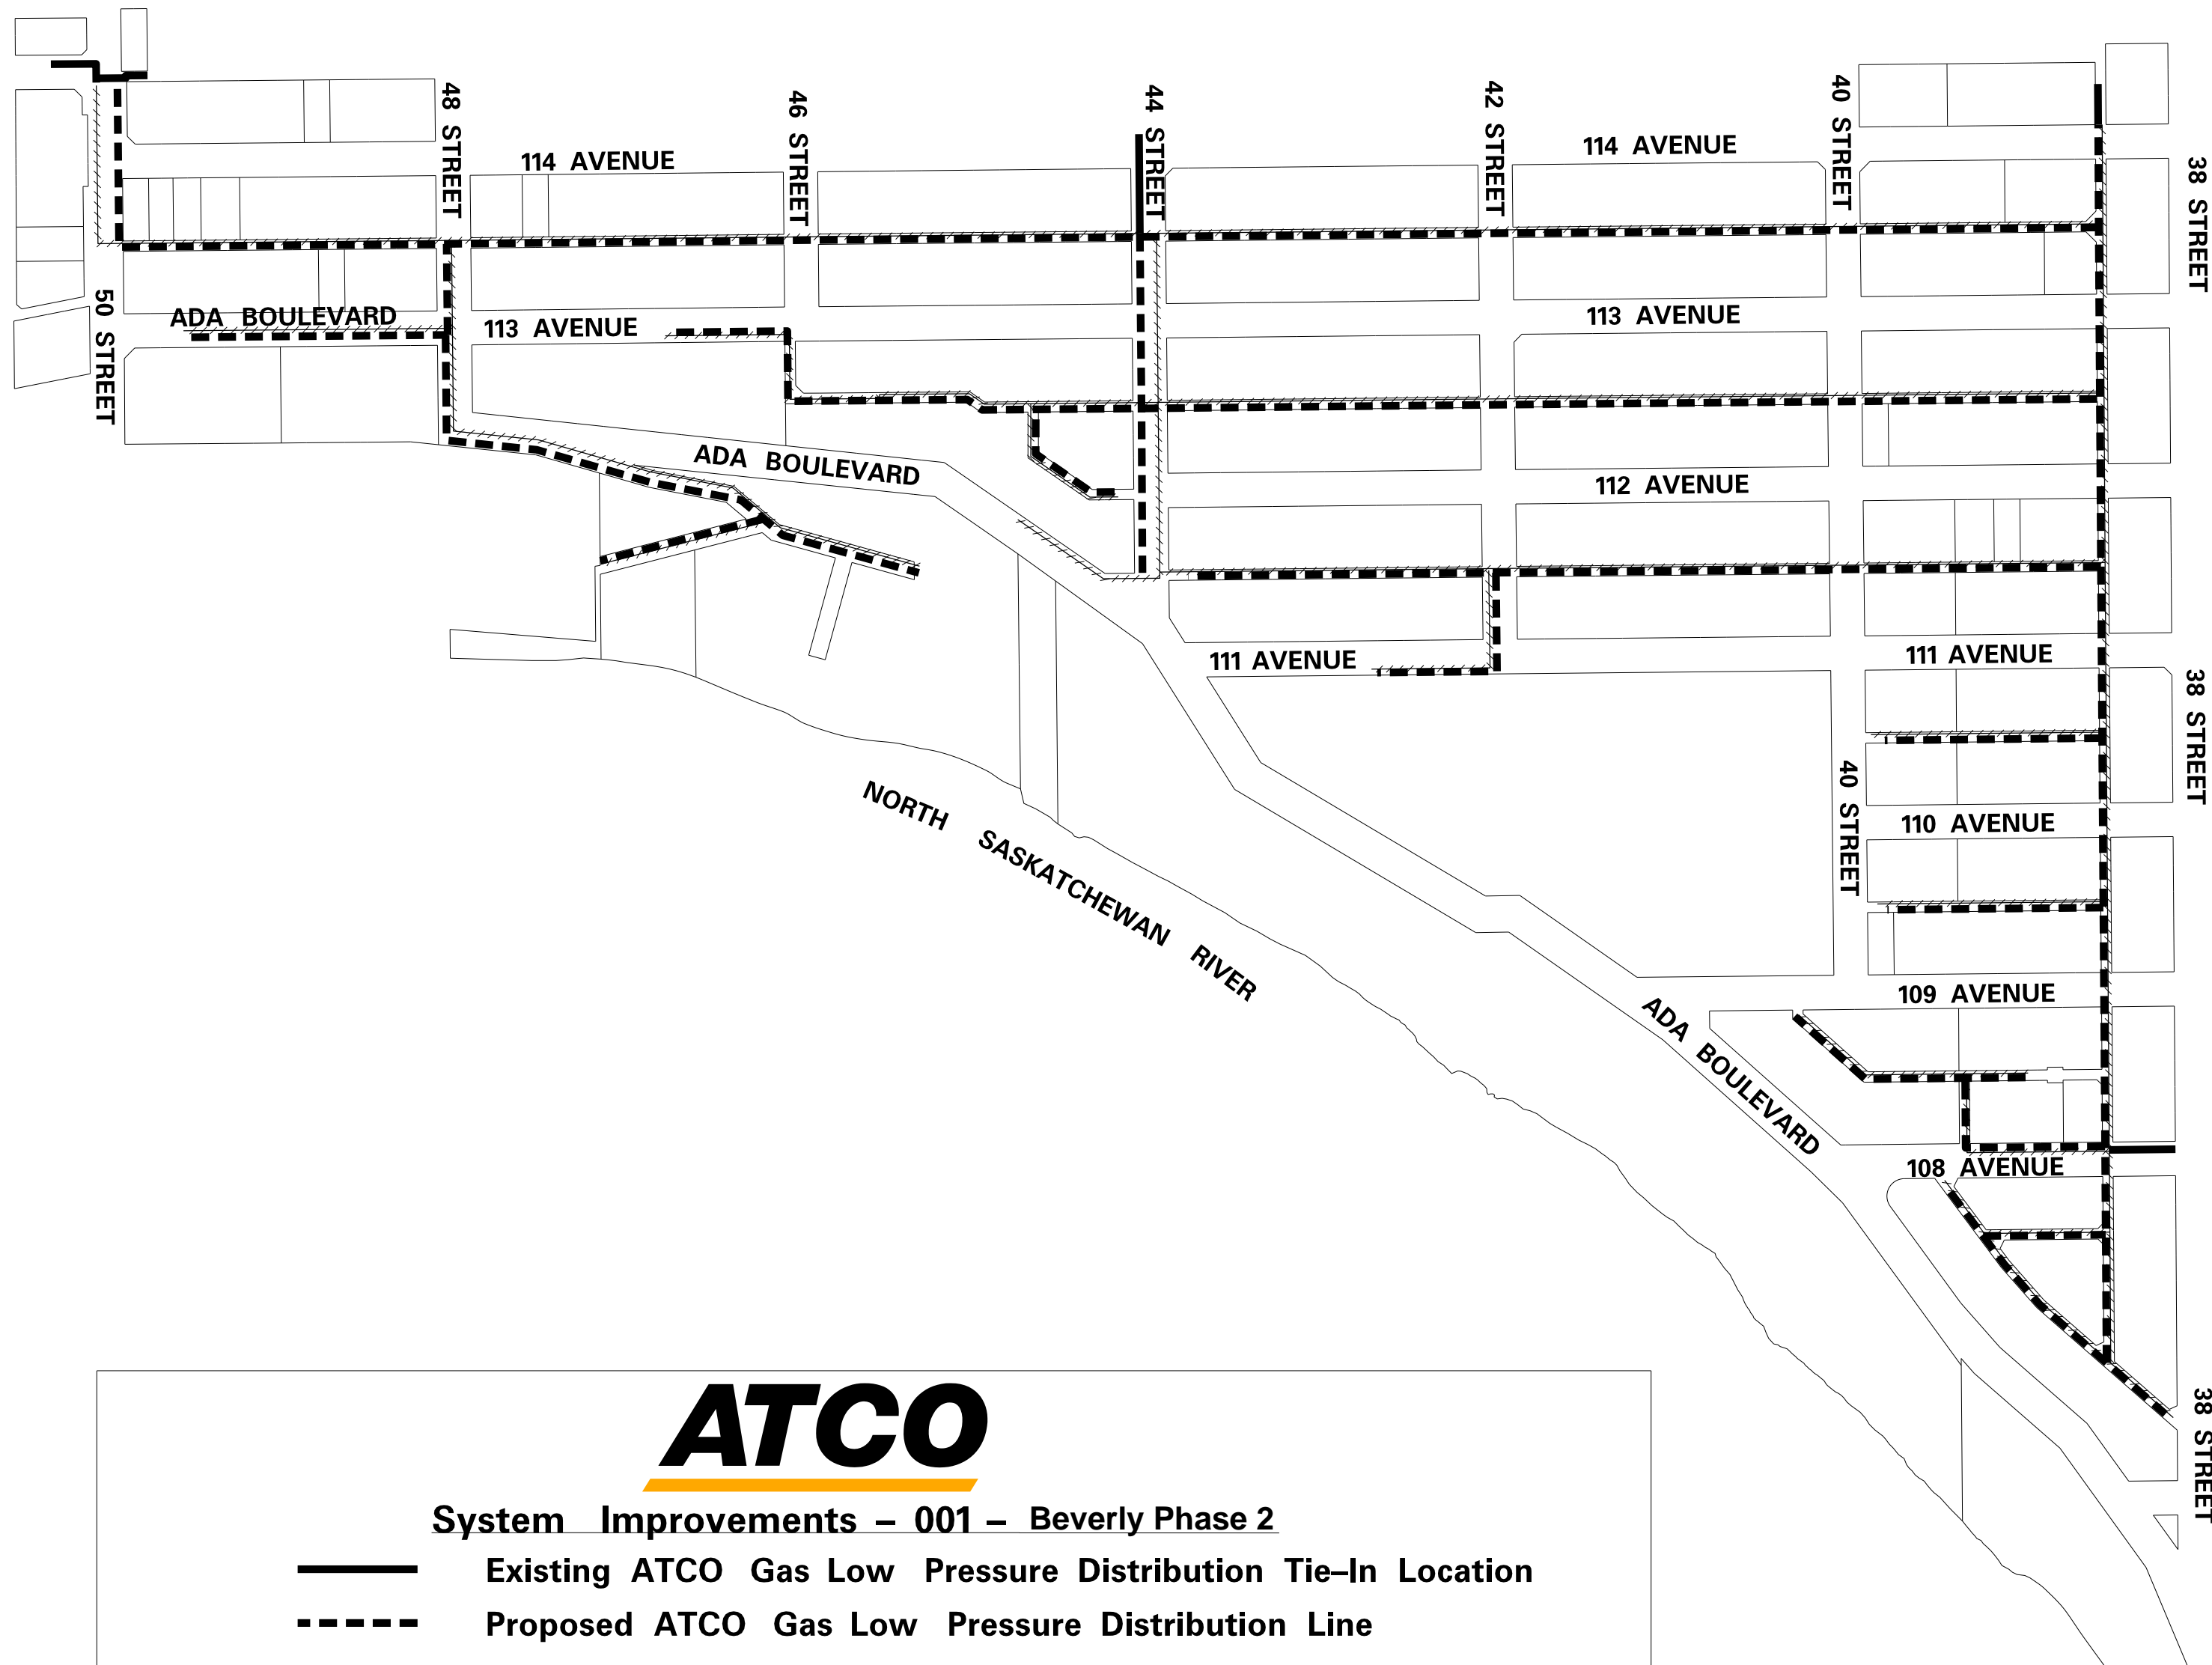 48 STREET
46 STREET
44 STREET
42 STREET
40 STREET
114 AVENUE
114 AVENUE
38 STREET
50 STREET
ADA BOULEVARD
113 AVENUE
113 AVENUE
ADA BOULEVARD
112 AVENUE
111 AVENUE
111 AVENUE
38 STREET
40 STREET
110 AVENUE
NORTH SASKATCHEWAN RIVER
109 AVENUE
ADA BOULEVARD
108 AVENUE
38 STREET
ATCO
System Improvements – 001 – Beverly Phase 2
Existing ATCO Gas Low Pressure Distribution Tie–In Location
Proposed ATCO Gas Low Pressure Distribution Line